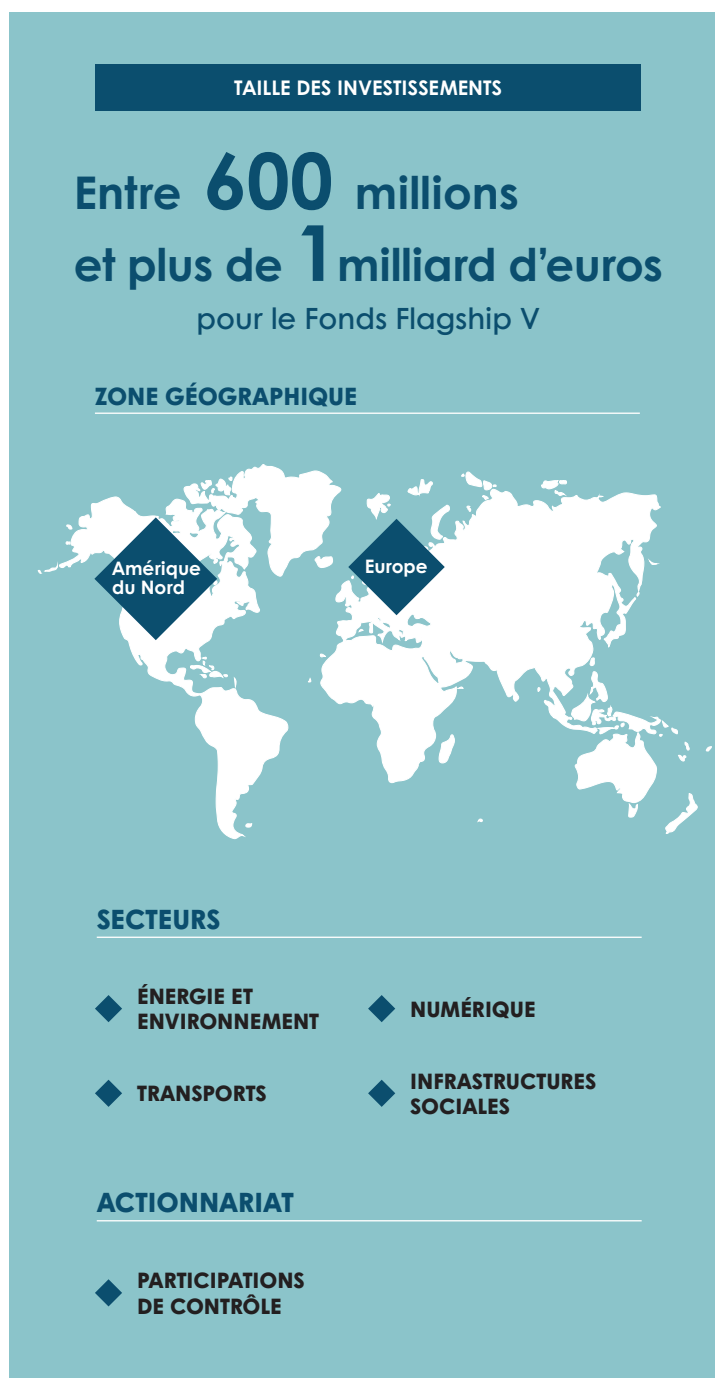 TAILLE DES INVESTISSEMENTS
Entre 600 millions
et plus de 1 milliard d’euros
pour le Fonds Flagship V
ZONE GÉOGRAPHIQUE
Amérique
du Nord
Europe
SECTEURS
ÉNERGIE ET
ENVIRONNEMENT
NUMÉRIQUE
TRANSPORTS
INFRASTRUCTURES
SOCIALES
ACTIONNARIAT
PARTICIPATIONS
DE CONTRÔLE